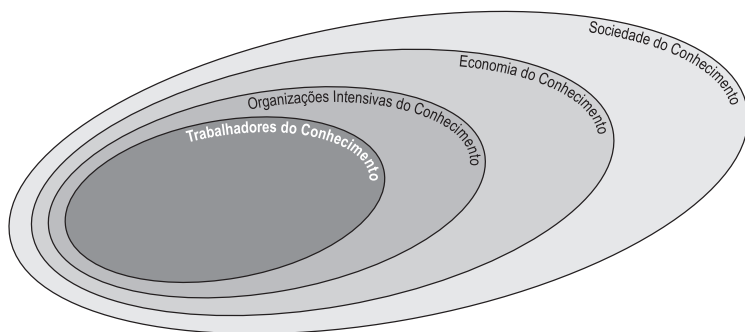 Sociedade do Conhecimento
Economia do Conhecimento
Organizações Intensivas do Conhecimento
Trabalhadores do Conhecimento